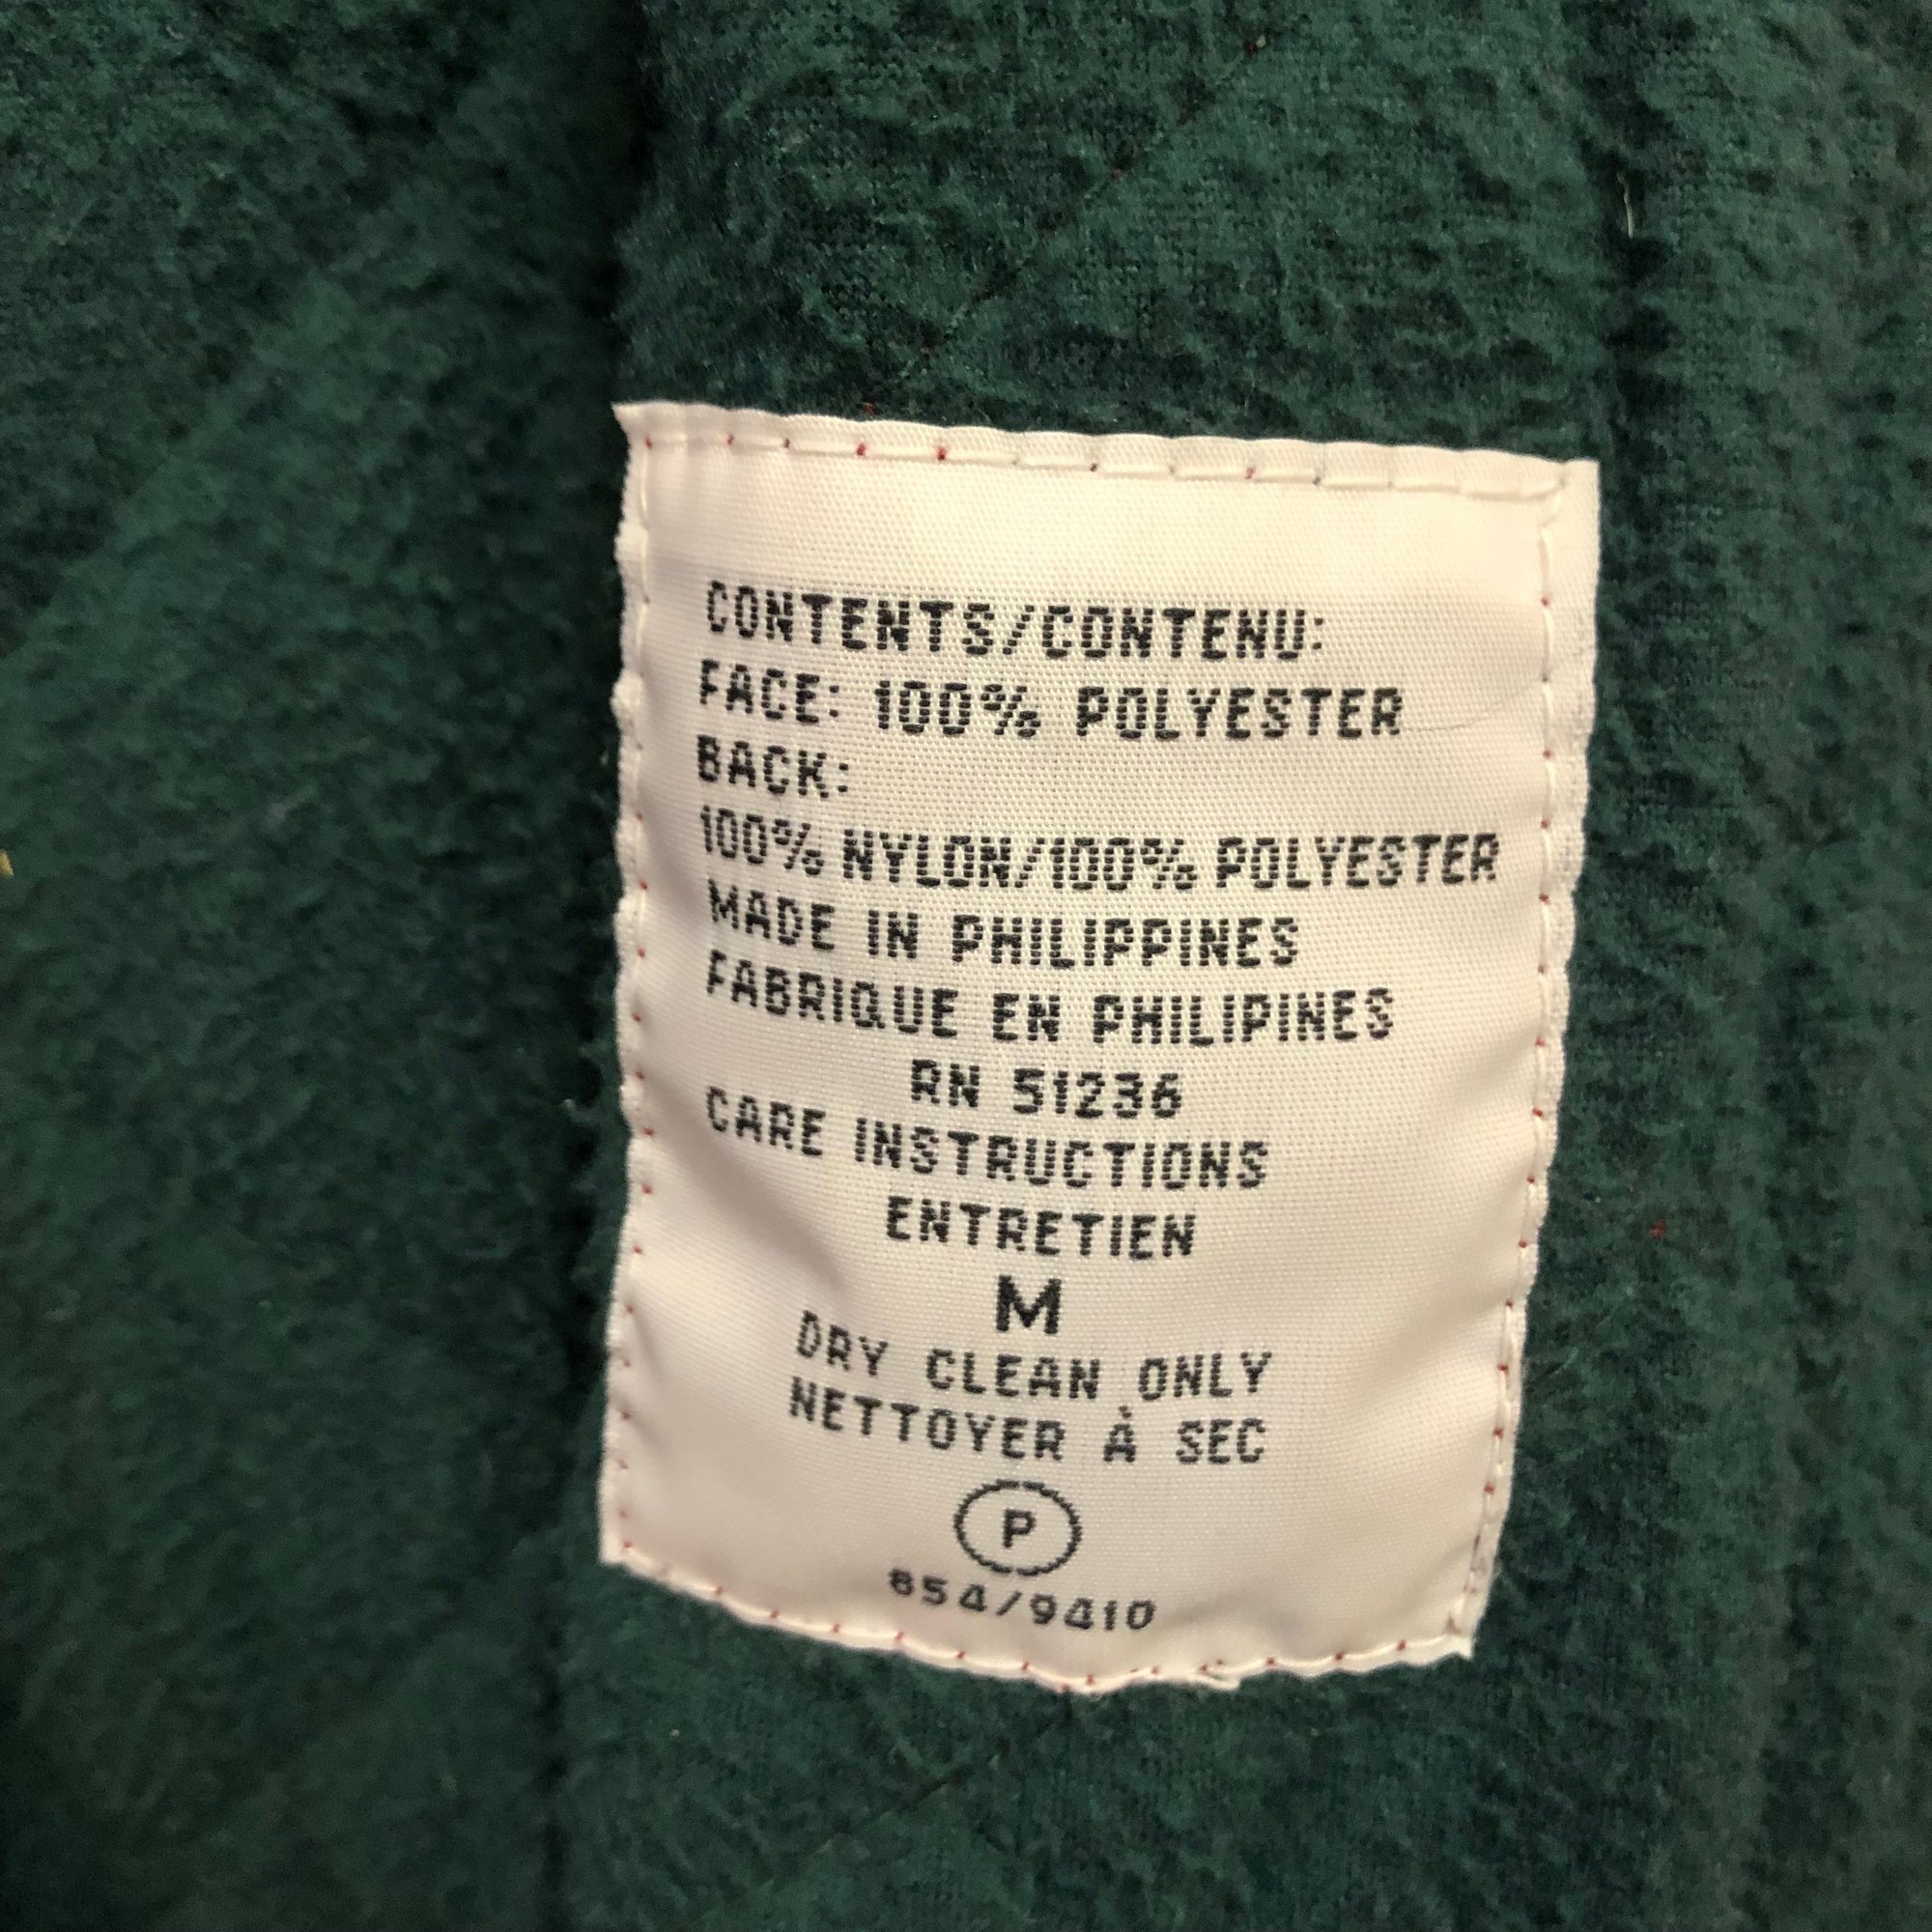 CONTENTS/CONTENU:
FACE: 100% POLYESTER
BACK:
100% NYLON/100% POLYESTER
MADE IN PHILIPPINES
FABRIQUE EN PHILIPINES
RN 51236
CARE INSTRUCTIONS
ENTRETIEN
M
DRY CLEAN ONLY
NETTOYER À SEC
P
854/9410